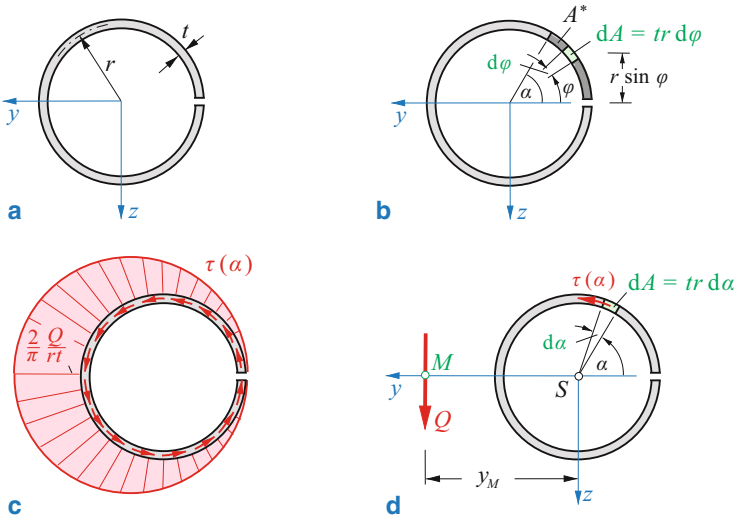 t
r
y
z
a
A*
dA = tr dφ
dφ
r sin φ
α
φ
y
z
b
τ(α)
2/π Q/rt
c
τ(α)
dA = tr dα
dα
α
M
y
S
Q
y_M
z
d